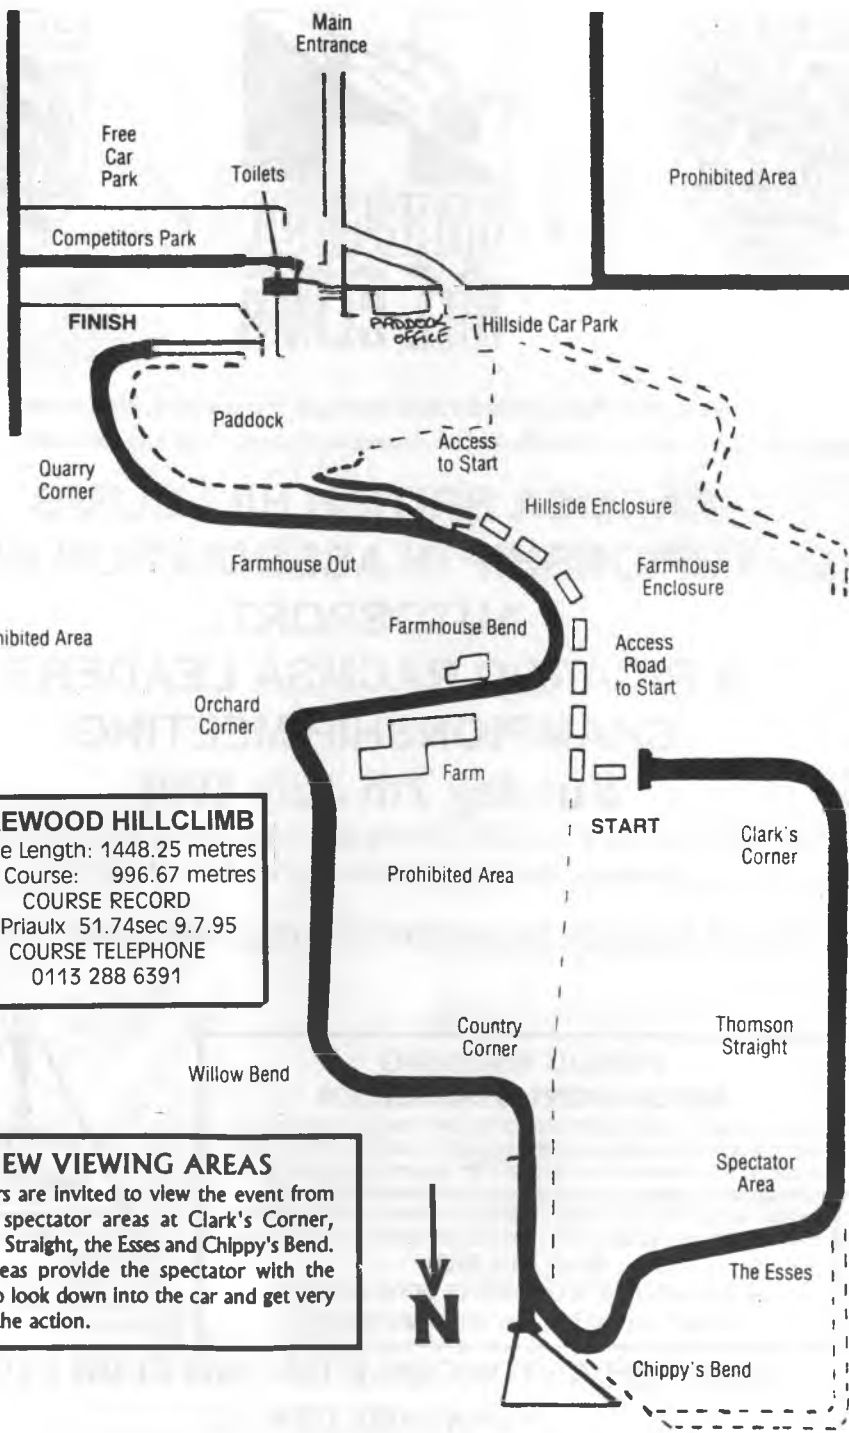 Main
Entrance
Free
Car
Park
Toilets
Prohibited Area
Competitors Park
FINISH
PADDOCK
OFFICE
Hillside Car Park
Paddock
Access
to Start
Quarry
Corner
Hillside Enclosure
Farmhouse Out
Farmhouse
Enclosure
Farmhouse Bend
hibited Area
Access
Road
to Start
Orchard
Corner
Farm
START
Clark's
Corner
EWOOD HILLCLIMB
e Length: 1448.25 metres
Course: 996.67 metres
COURSE RECORD
Priaulx 51.74sec 9.7.95
COURSE TELEPHONE
0113 288 6391
Prohibited Area
Country
Corner
Thomson
Straight
Willow Bend
EW VIEWING AREAS
rs are invited to view the event from
spectator areas at Clark's Corner,
Straight, the Esses and Chippy's Bend.
eas provide the spectator with the
o look down into the car and get very
the action.
Spectator
Area
N
The Esses
Chippy's Bend